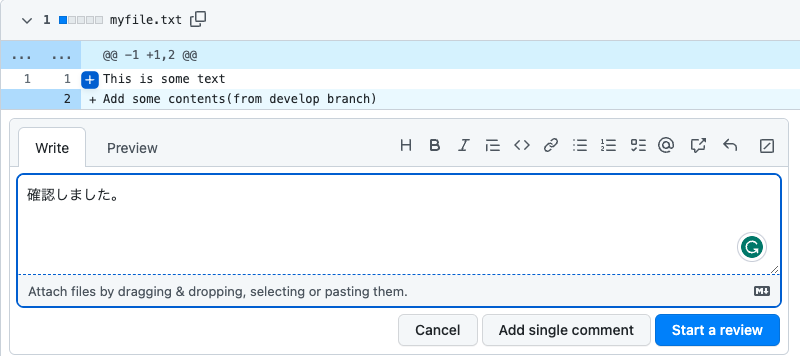 1 myfile.txt
... ... @@ -1 +1,2 @@
1 1 This is some text
2 + Add some contents(from develop branch)
Write Preview
確認しました。
Attach files by dragging & dropping, selecting or pasting them.
Cancel Add single comment Start a review